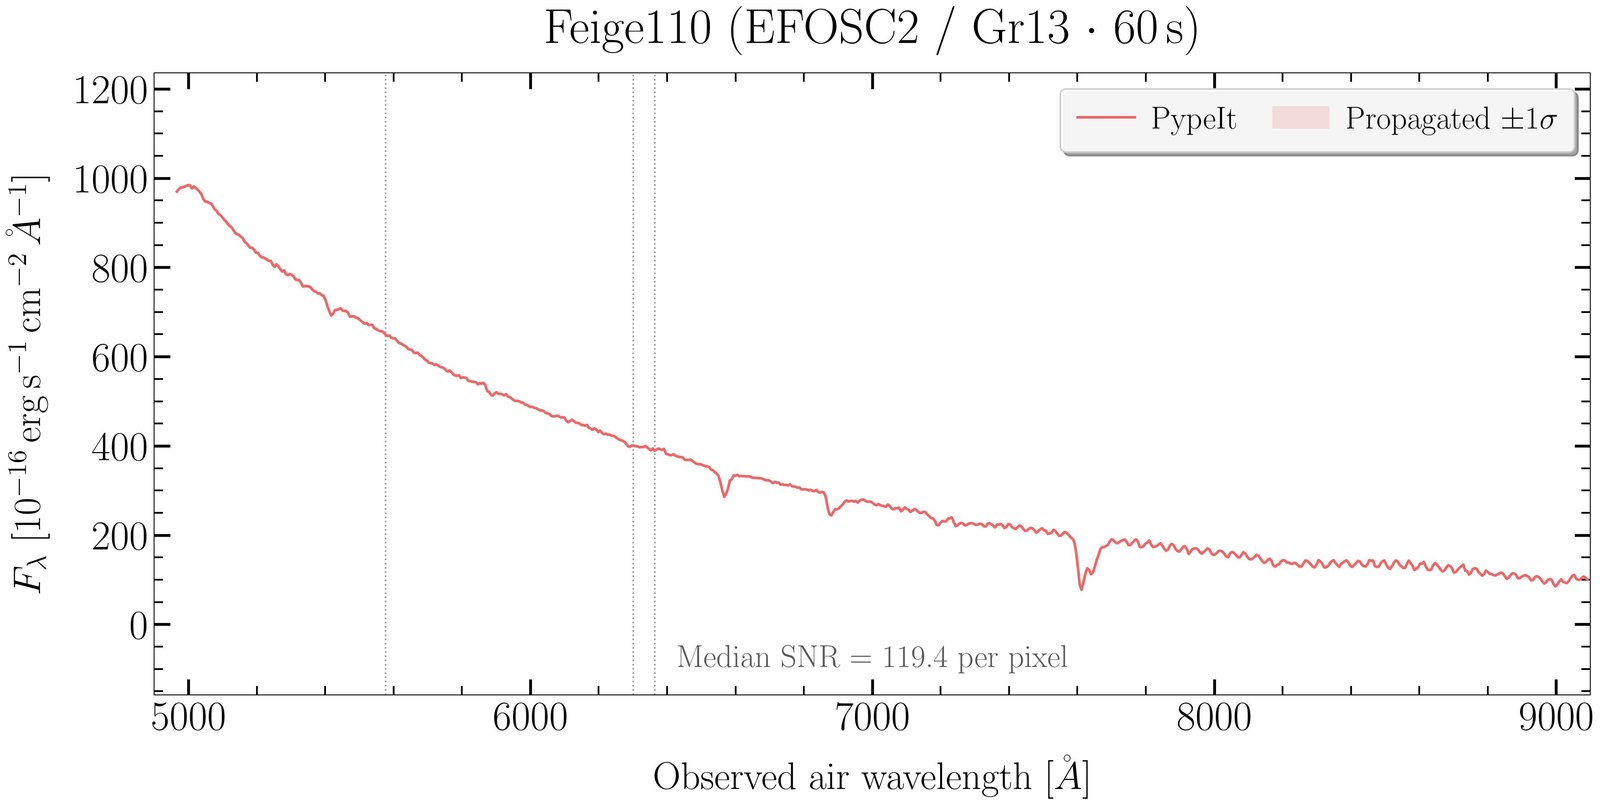 Feige110 (EFOSC2 / Gr13 · 60 s)
PypeIt
Propagated ±1σ
1200
1000
800
600
400
200
0
F_λ [10^{-16} erg s^{-1} cm^{-2} Å^{-1}]
Median SNR = 119.4 per pixel
5000 6000 7000 8000 9000
Observed air wavelength [Å]